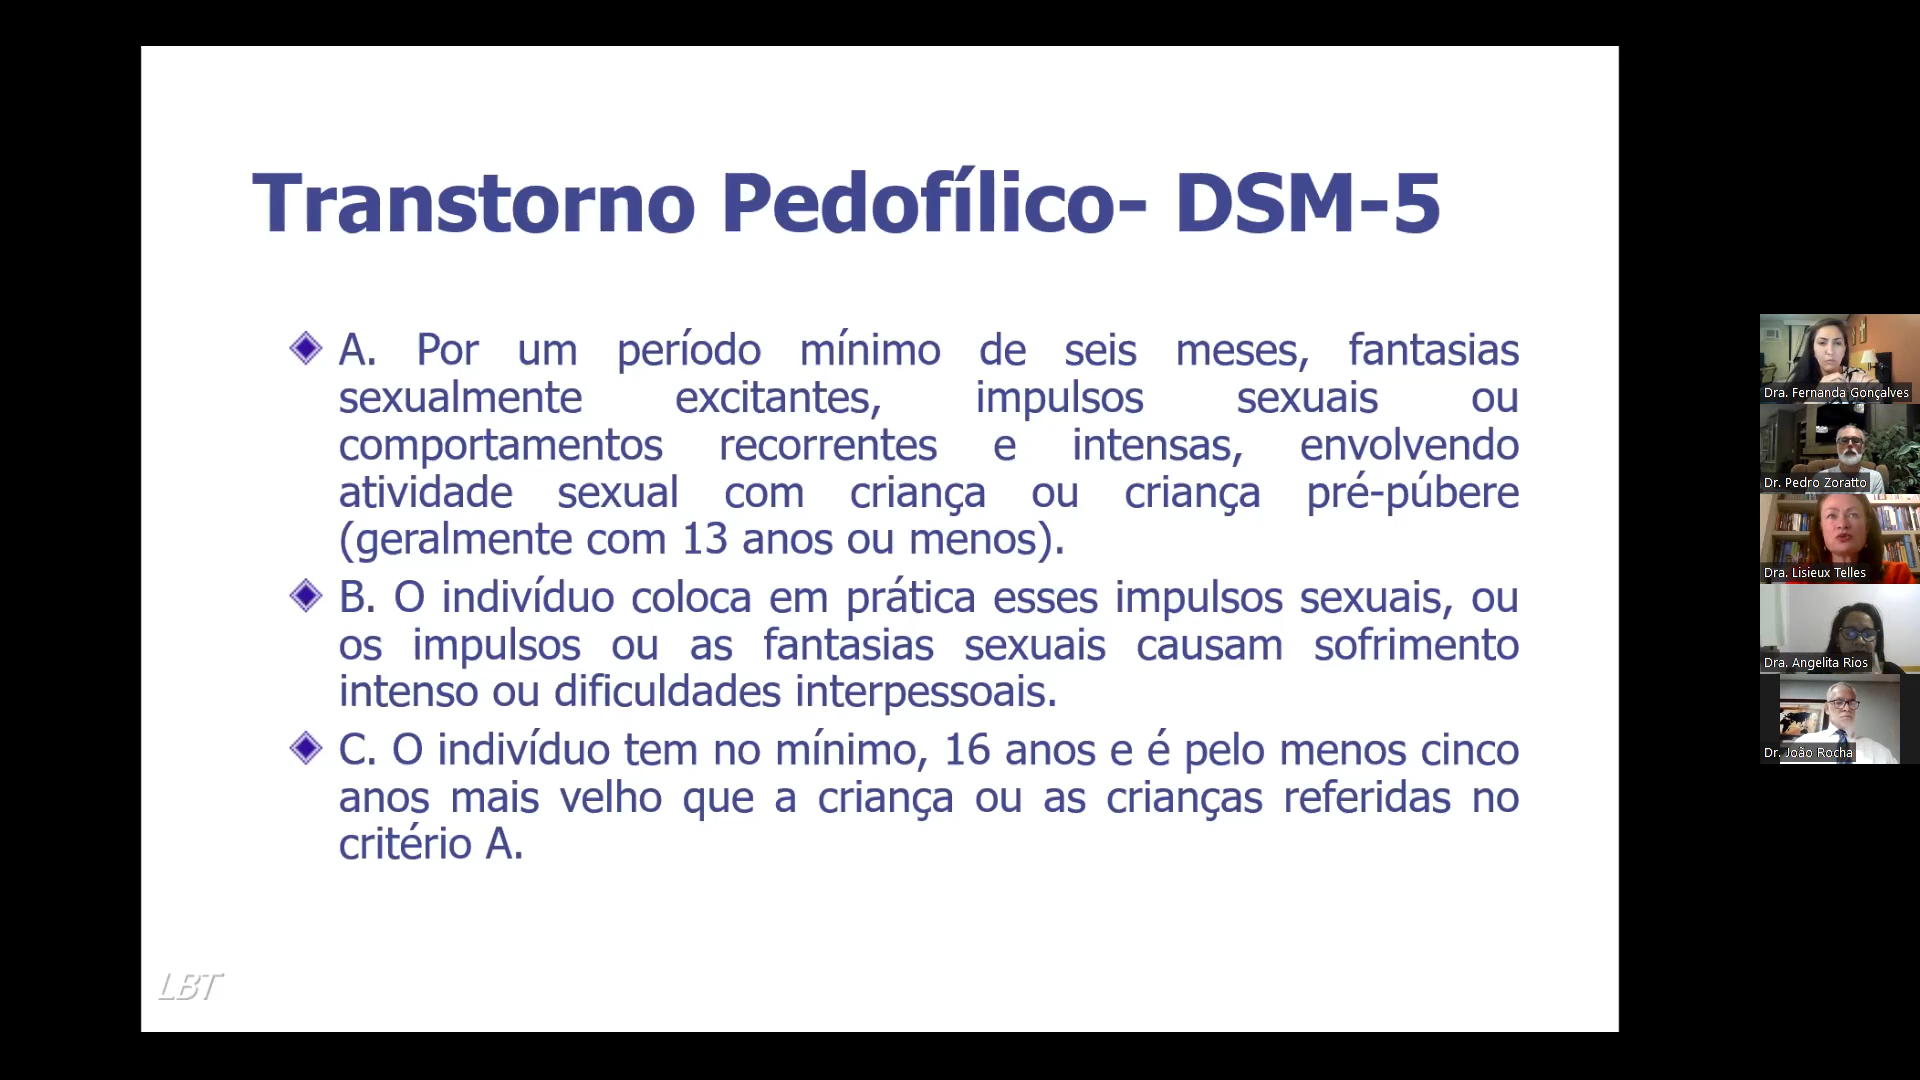 Transtorno Pedofílico- DSM-5
A. Por um período mínimo de seis meses, fantasias
sexualmente excitantes, impulsos sexuais ou
comportamentos recorrentes e intensas, envolvendo
atividade sexual com criança ou criança pré-púbere
(geralmente com 13 anos ou menos).
B. O indivíduo coloca em prática esses impulsos sexuais, ou
os impulsos ou as fantasias sexuais causam sofrimento
intenso ou dificuldades interpessoais.
C. O indivíduo tem no mínimo, 16 anos e é pelo menos cinco
anos mais velho que a criança ou as crianças referidas no
critério A.
LBT
Dra. Fernanda Gonçalves
Dr. Pedro Zoratto
Dra. Lisieux Telles
Dra. Angelita Rios
Dr. João Rocha